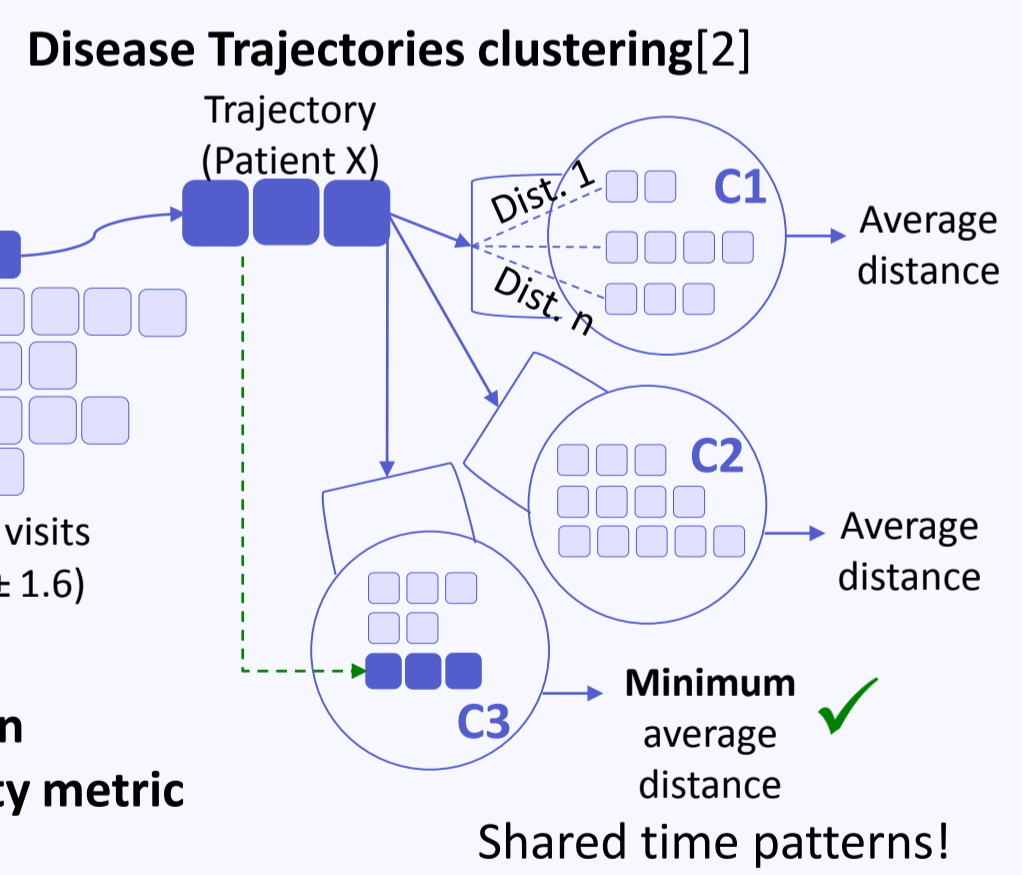 Disease Trajectories clustering[2]
Trajectory
(Patient X)
Dist. 1
Dist. n
C1
Average
distance
C2
Average
distance
visits
± 1.6)
C3
Minimum
average
distance
metric
Shared time patterns!